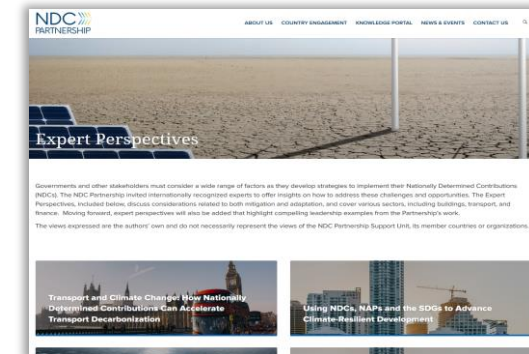 NDC
PARTNERSHIP
ABOUT US COUNTRY ENGAGEMENT KNOWLEDGE PORTAL NEWS & EVENTS CONTACT US
Expert Perspectives
Governments and other stakeholders must consider a wide range of factors as they develop strategies to implement their Nationally Determined Contributions
(NDCs). The NDC Partnership invited internationally recognized experts to offer insights on how to address these challenges and opportunities. The Expert
Perspectives, included below, discuss considerations related to both mitigation and adaptation, and cover various sectors, including buildings, transport, and
finance. Moving forward, expert perspectives will also be added that highlight compelling leadership examples from the Partnership's work.
The views expressed are the authors' own and do not necessarily represent the views of the NDC Partnership Support Unit, its member countries or organizations.
Transport and Climate Change: How Nationally
Determined Contributions Can Accelerate
Transport Decarbonization
Using NDCs, NAPs and the SDGs to Advance
Climate-Resilient Development